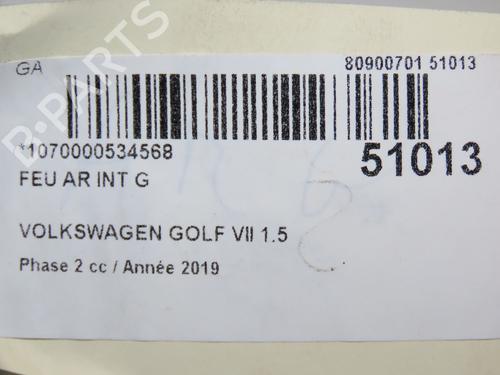 GA
80900701 51013
*1070000534568
51013
FEU AR INT G
VOLKSWAGEN GOLF VII 1.5
Phase 2 cc / Année 2019
B-PARTS